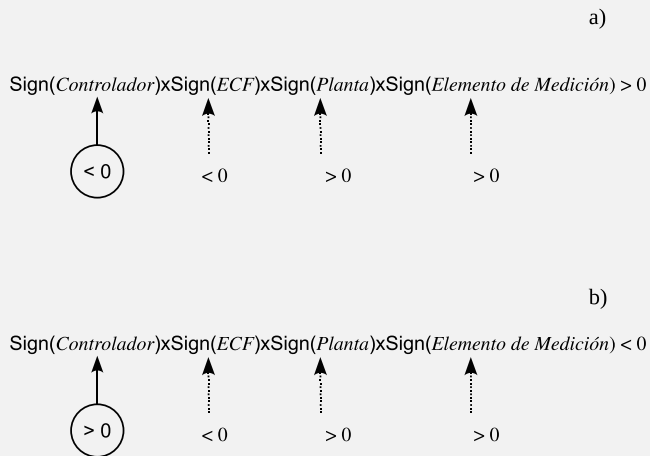 a)
Sign(Controlador)xSign(ECF)xSign(Planta)xSign(Elemento de Medición) > 0
< 0 < 0 > 0 > 0
b)
Sign(Controlador)xSign(ECF)xSign(Planta)xSign(Elemento de Medición) < 0
> 0 < 0 > 0 > 0